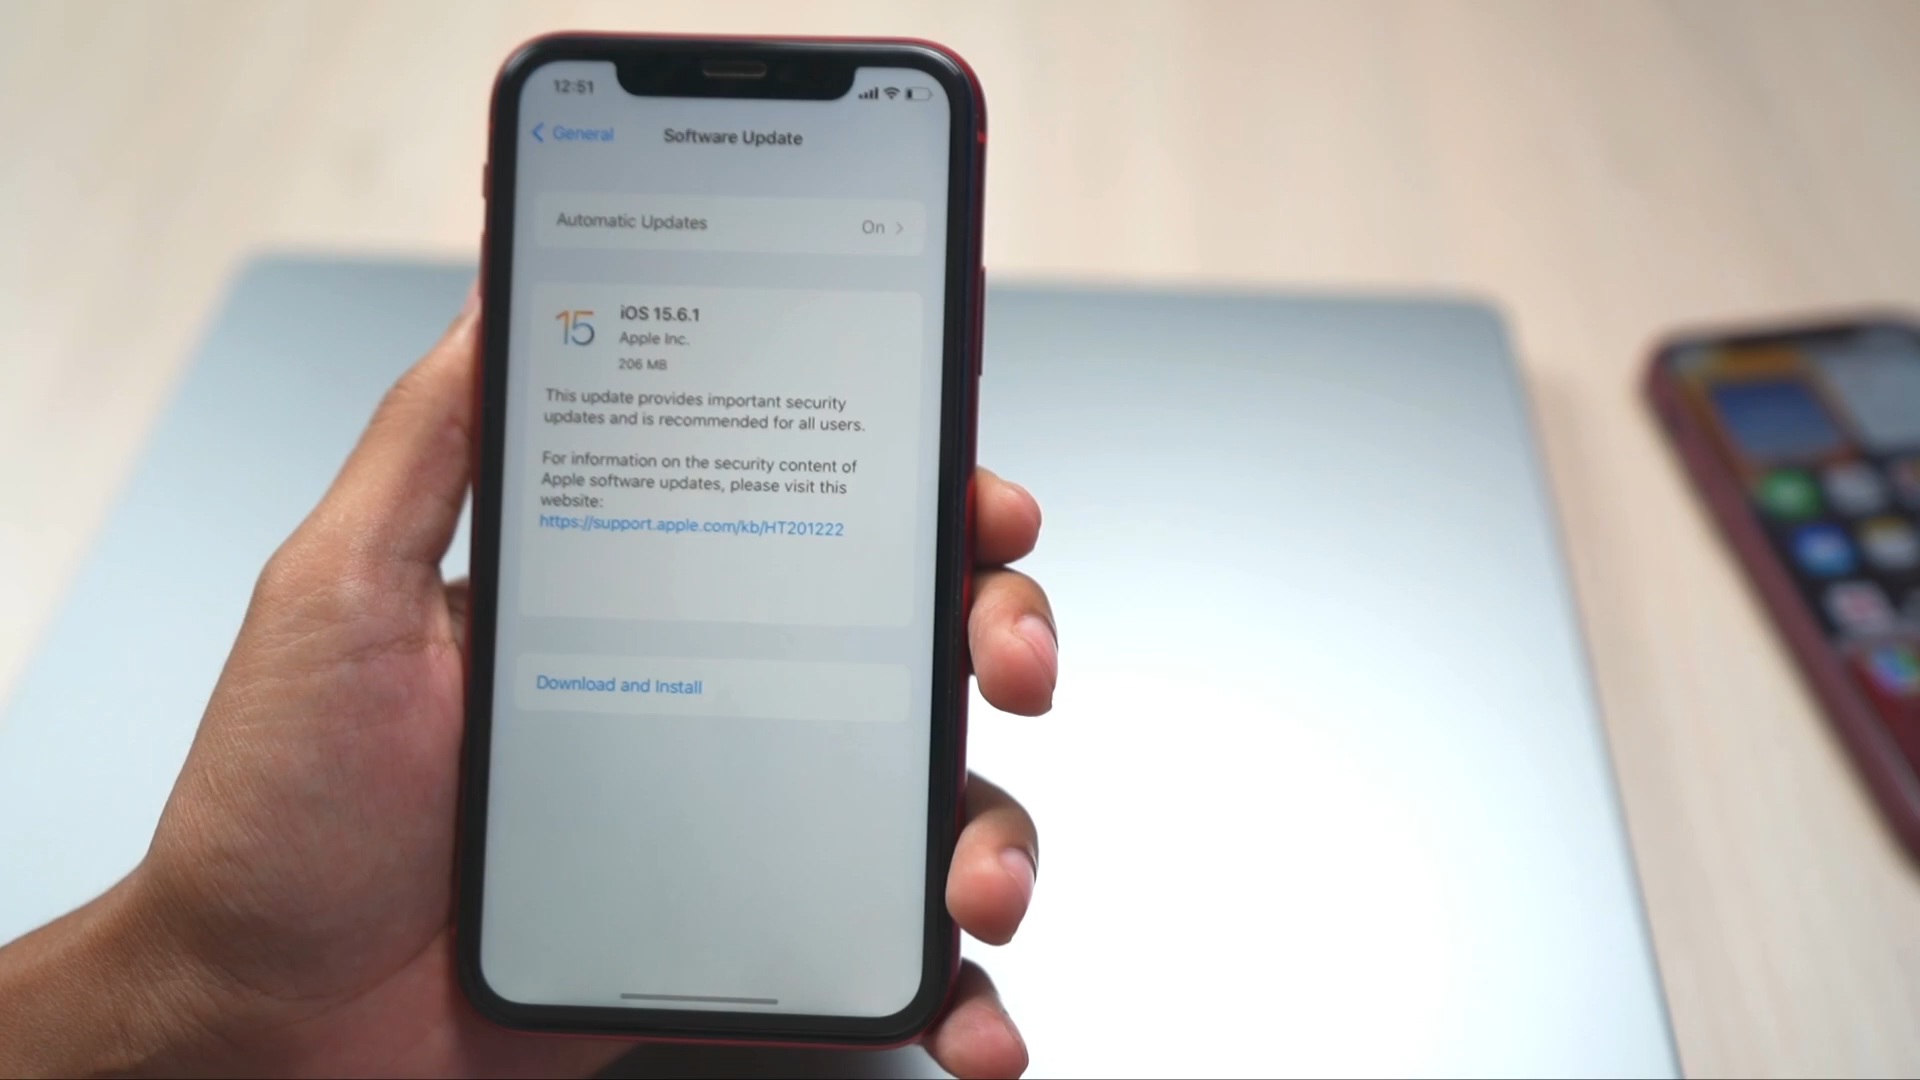 12:51
General
Software Update
Automatic Updates
On
15
iOS 15.6.1
Apple Inc.
206 MB
This update provides important security
updates and is recommended for all users.
For information on the security content of
Apple software updates, please visit this
website:
https://support.apple.com/kb/HT201222
Download and Install